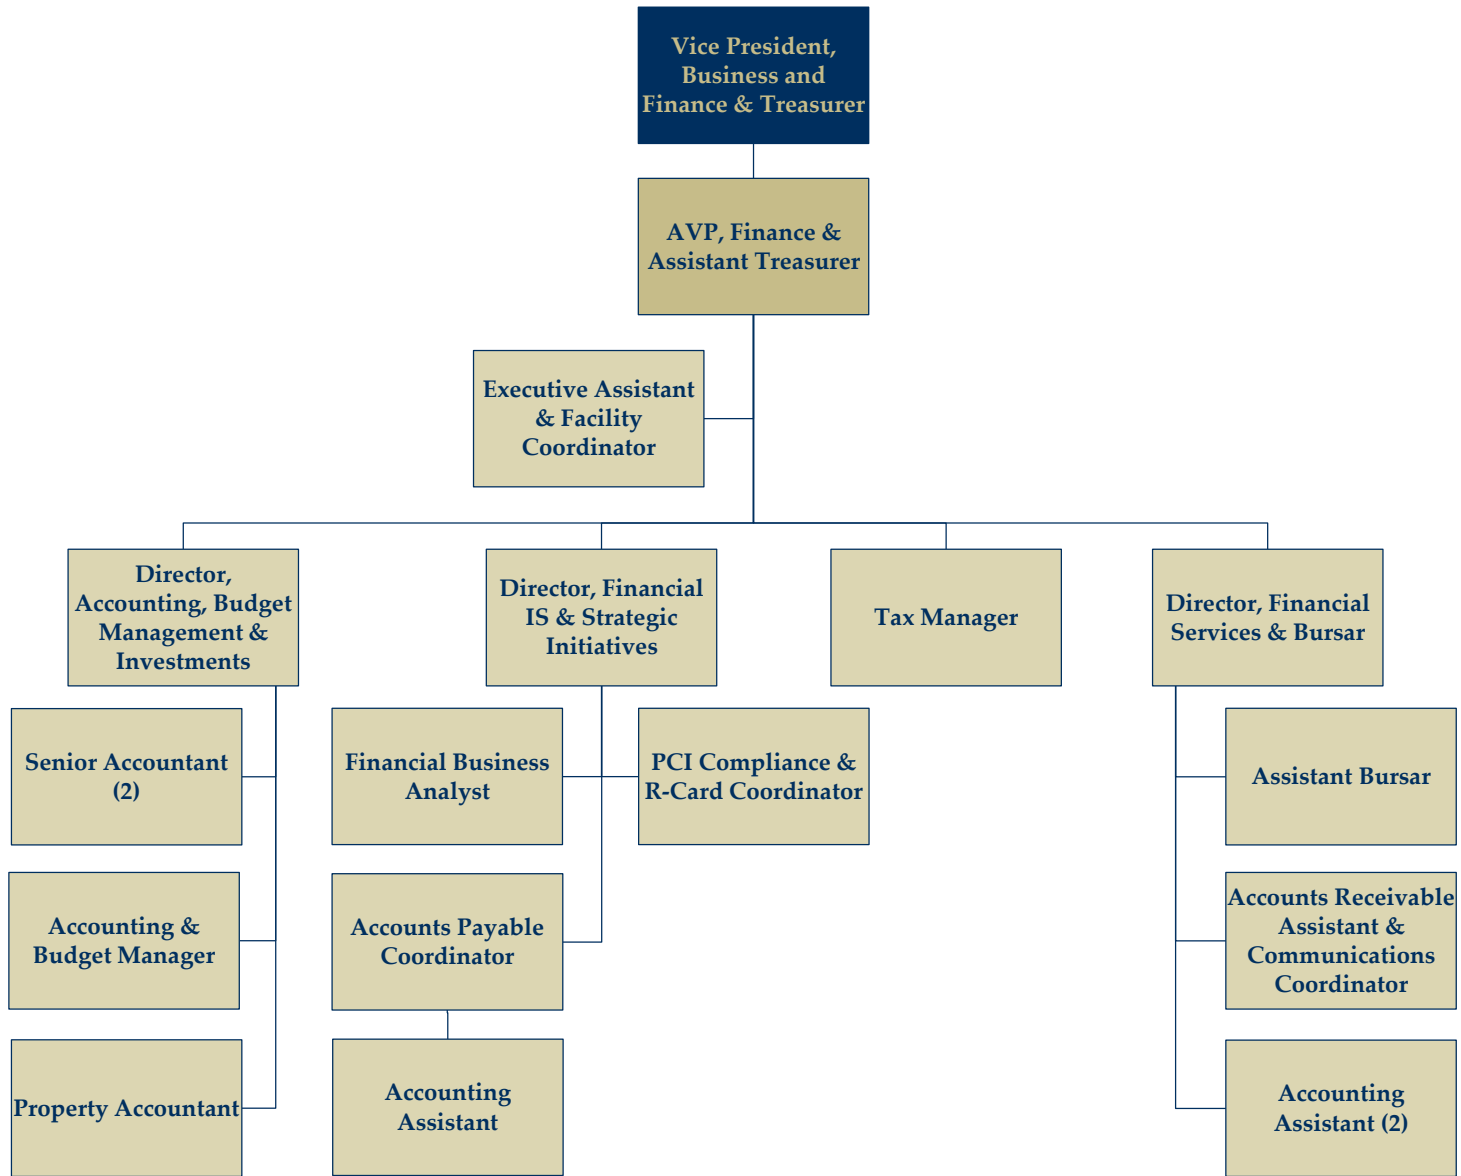 Vice President,
Business and
Finance & Treasurer
AVP, Finance &
Assistant Treasurer
Executive Assistant
& Facility
Coordinator
Director,
Accounting, Budget
Management &
Investments
Director, Financial
IS & Strategic
Initiatives
Tax Manager
Director, Financial
Services & Bursar
Senior Accountant
(2)
Financial Business
Analyst
PCI Compliance &
R-Card Coordinator
Assistant Bursar
Accounting &
Budget Manager
Accounts Payable
Coordinator
Accounts Receivable
Assistant &
Communications
Coordinator
Property Accountant
Accounting
Assistant
Accounting
Assistant (2)